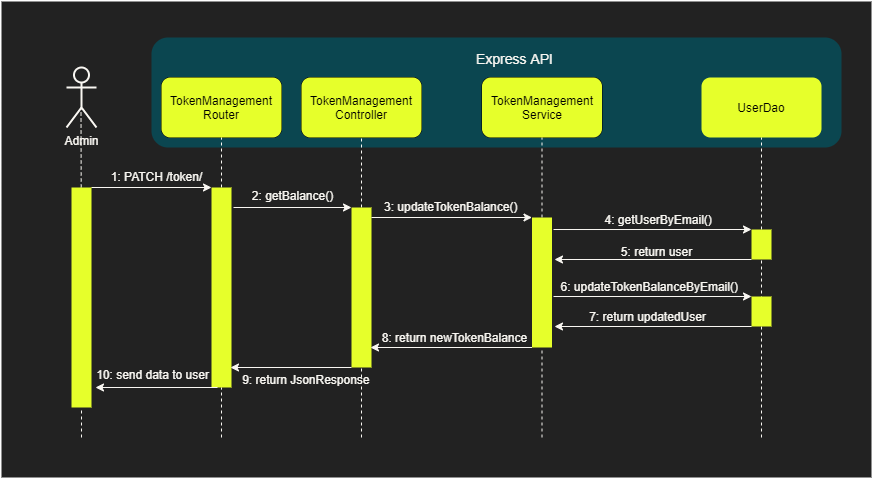 Express API
TokenManagement
Router
TokenManagement
Controller
TokenManagement
Service
UserDao
Admin
1: PATCH /token/
2: getBalance()
3: updateTokenBalance()
4: getUserByEmail()
5: return user
6: updateTokenBalanceByEmail()
7: return updatedUser
8: return newTokenBalance
9: return JsonResponse
10: send data to user